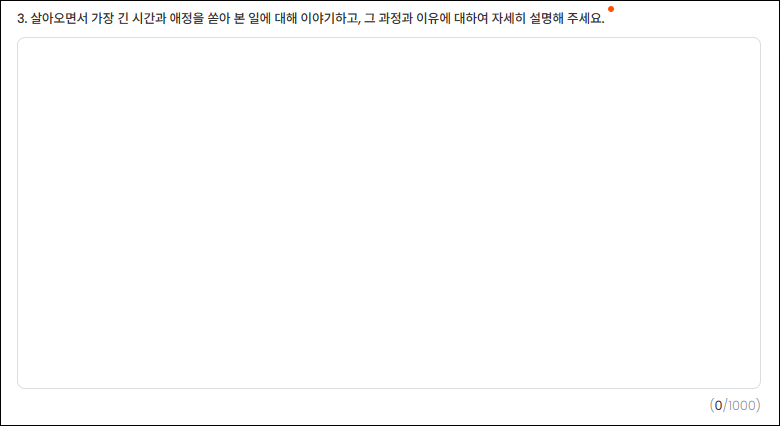 3. 살아오면서 가장 긴 시간과 애정을 쏟아 본 일에 대해 이야기하고, 그 과정과 이유에 대하여 자세히 설명해 주세요.
(0/1000)